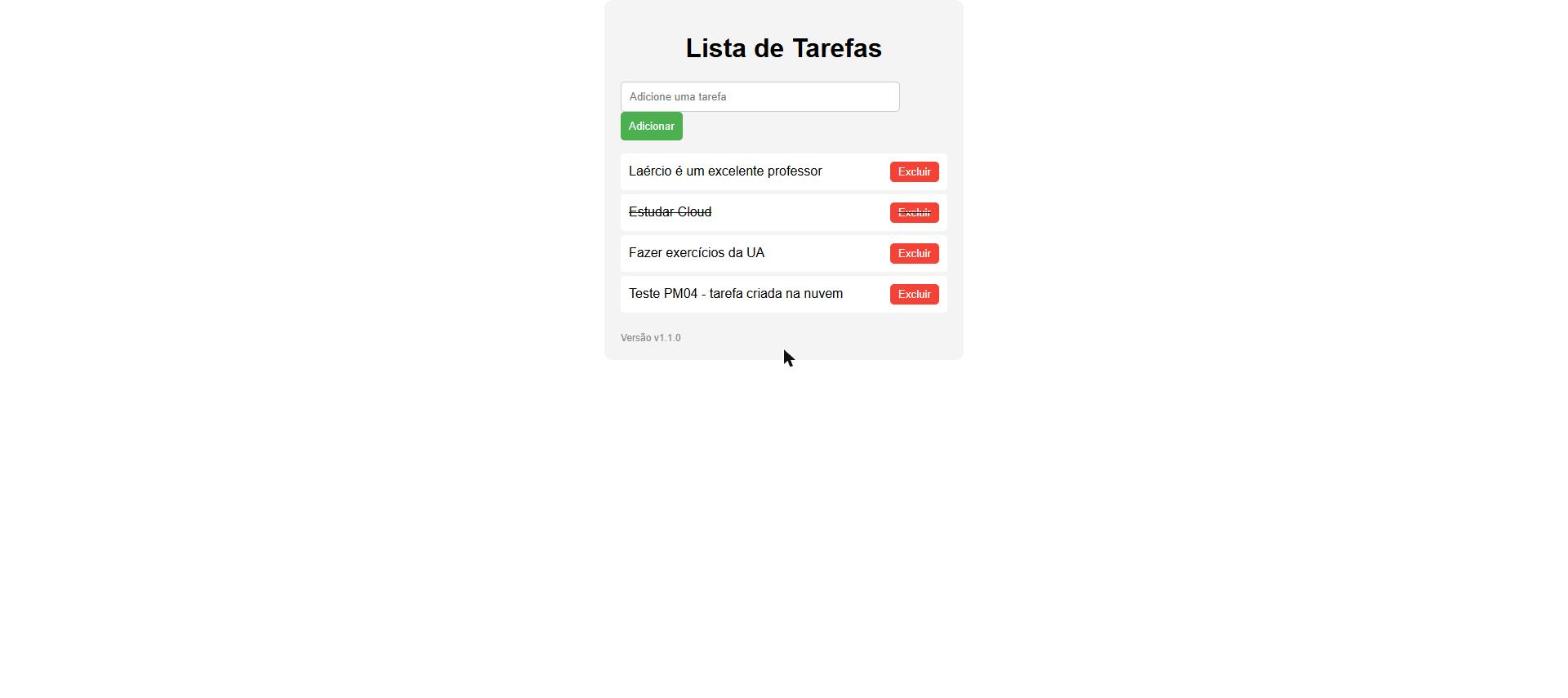 Lista de Tarefas
Adicione uma tarefa
Adicionar
Laércio é um excelente professor Excluir
Estudar Cloud Excluir
Fazer exercícios da UA Excluir
Teste PM04 - tarefa criada na nuvem Excluir
Versão v1.1.0